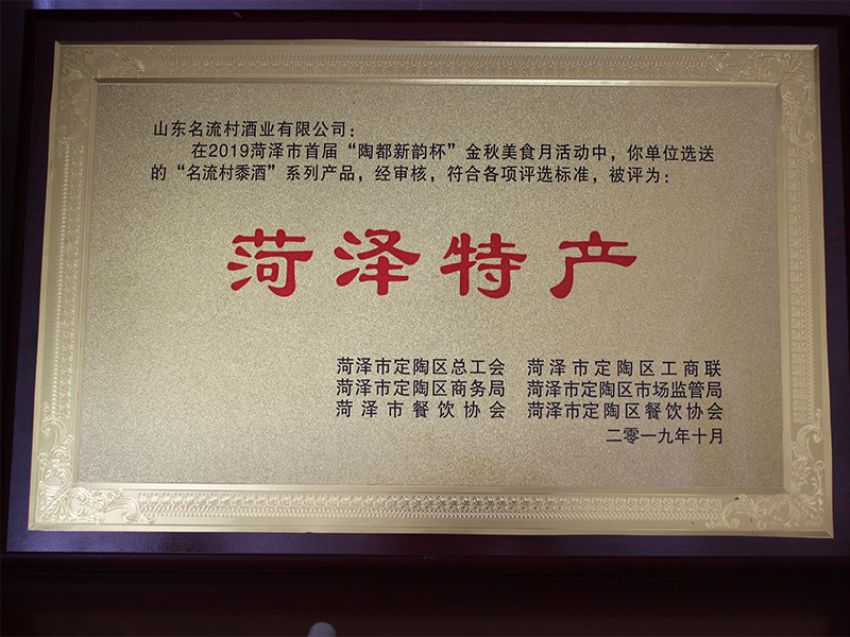 山东名流村酒业有限公司：
在2019菏泽市首届“陶都新韵杯”金秋美食月活动中，你单位选送
的“名流村黍酒”系列产品，经审核，符合各项评选标准，被评为：
菏泽特产
菏泽市定陶区总工会 菏泽市定陶区工商联
菏泽市定陶区商务局 菏泽市定陶区市场监管局
菏泽市餐饮协会 菏泽市定陶区餐饮协会
二零一九年十月